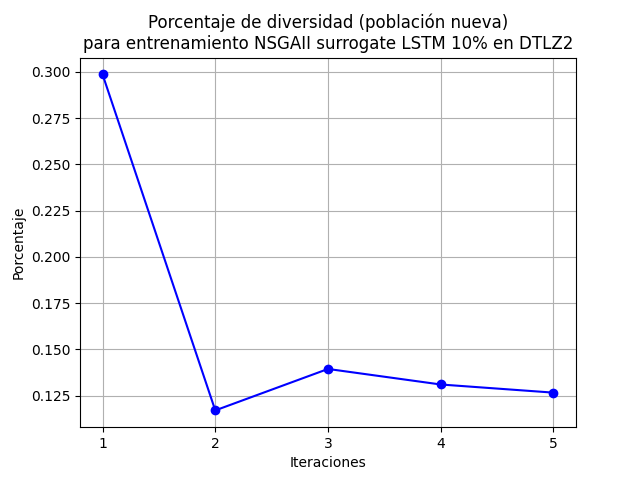 Porcentaje de diversidad (población nueva)
para entrenamiento NSGAII surrogate LSTM 10% en DTLZ2
0.300
0.275
0.250
0.225
0.200
0.175
0.150
0.125
Porcentaje
1 2 3 4 5
Iteraciones